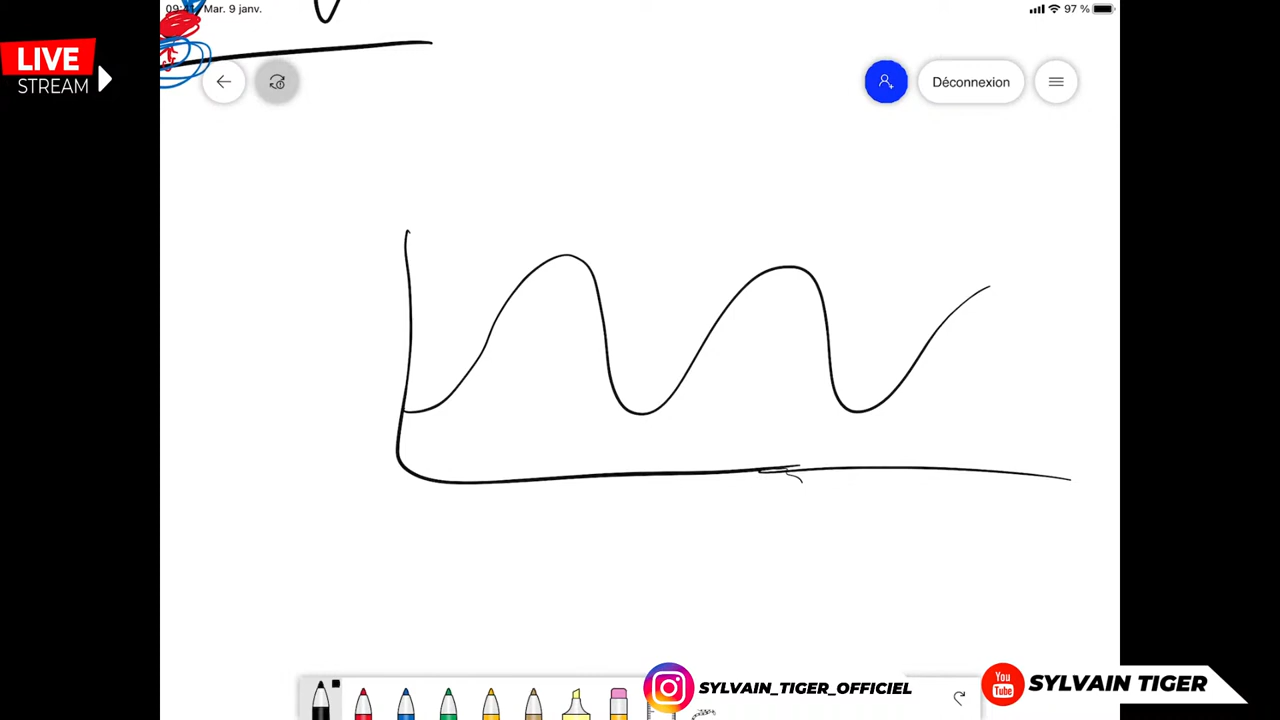 09:41 Mar. 9 janv.
97 %
LIVE
STREAM
Déconnexion
SYLVAIN_TIGER_OFFICIEL
You
Tube
SYLVAIN TIGER